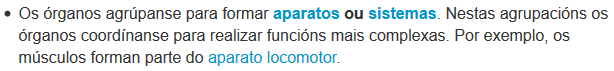 • Os órganos agrúpanse para formar aparatos ou sistemas. Nestas agrupacións os
órganos coordínanse para realizar funcións mais complexas. Por exemplo, os
músculos forman parte do aparato locomotor.